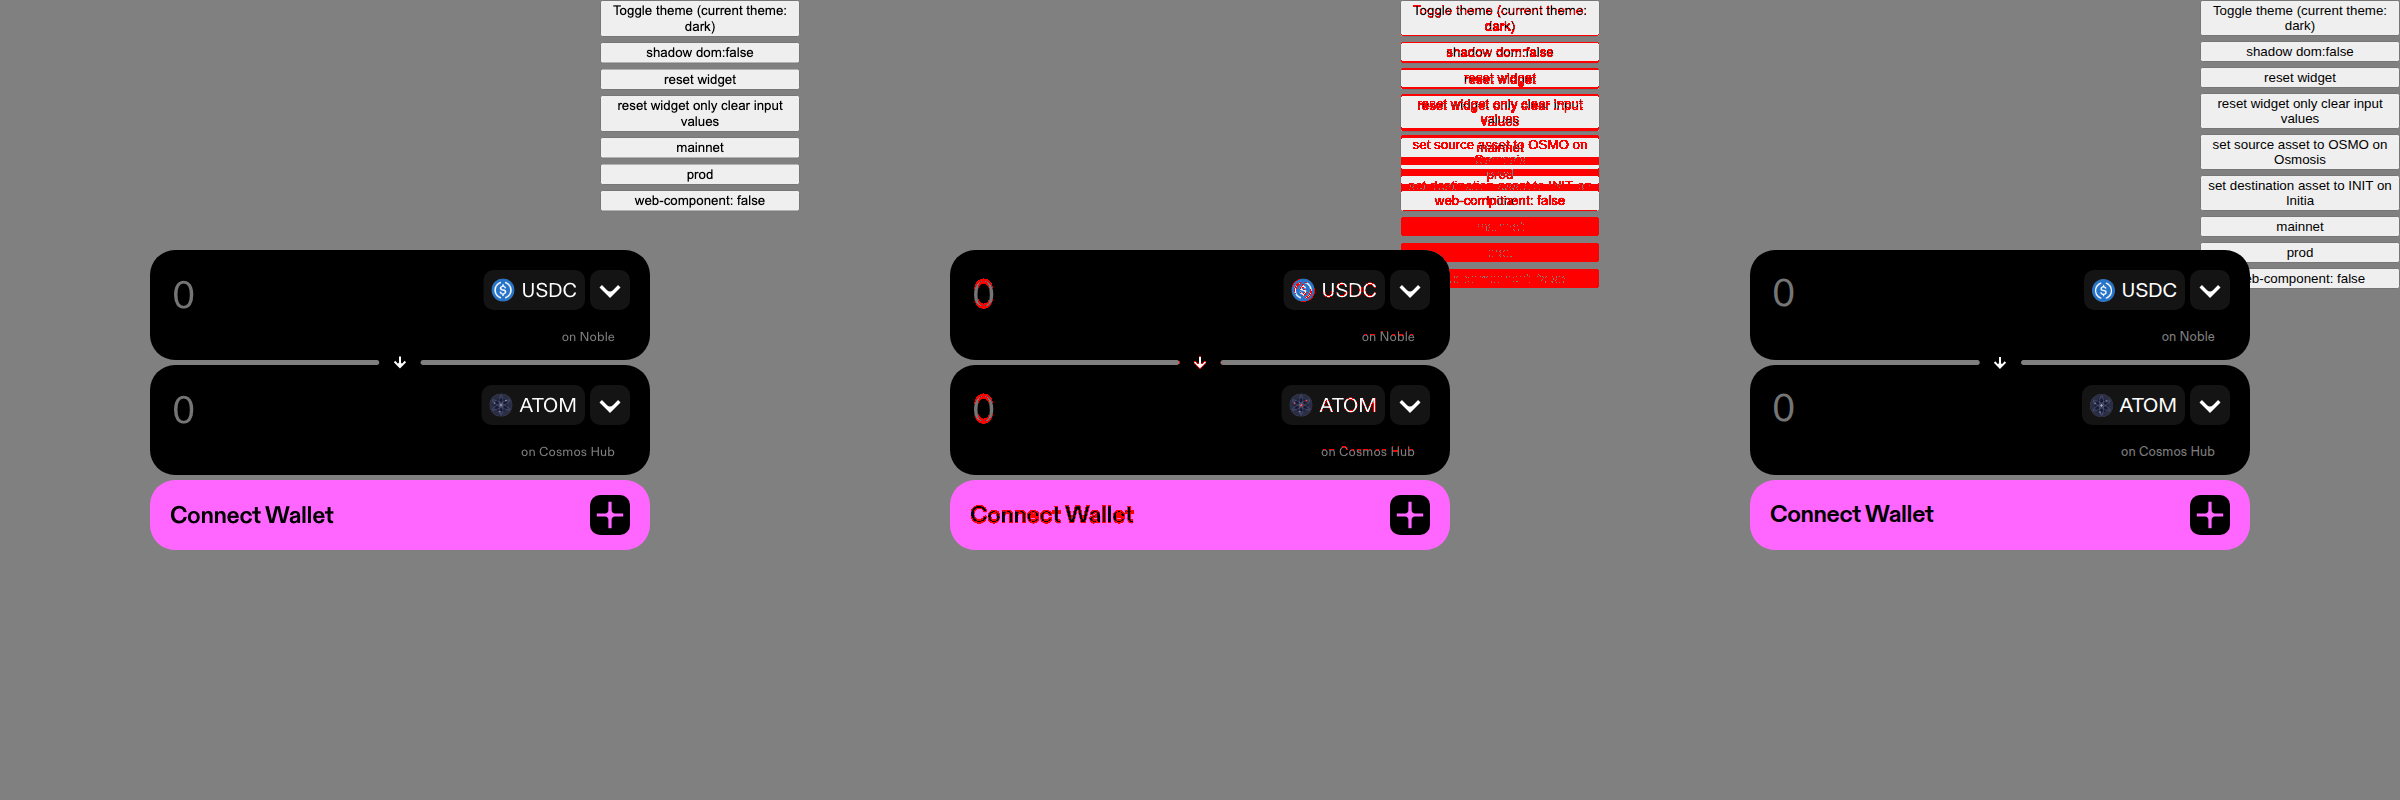 Toggle theme (current theme:
dark)
shadow dom:false
reset widget
reset widget only clear input
values
mainnet
prod
web-component: false
0
USDC
on Noble
0
ATOM
on Cosmos Hub
Connect Wallet
Toggle theme (current theme:
dark)
shadow dom:false
reset widget
reset widget only clear input
values
set source asset to OSMO on
mainnet
prod
web-component: false
0
USDC
on Noble
0
ATOM
on Cosmos Hub
Connect Wallet
Toggle theme (current theme:
dark)
shadow dom:false
reset widget
reset widget only clear input
values
set source asset to OSMO on
Osmosis
set destination asset to INIT on
Initia
mainnet
prod
eb-component: false
0
USDC
on Noble
0
ATOM
on Cosmos Hub
Connect Wallet